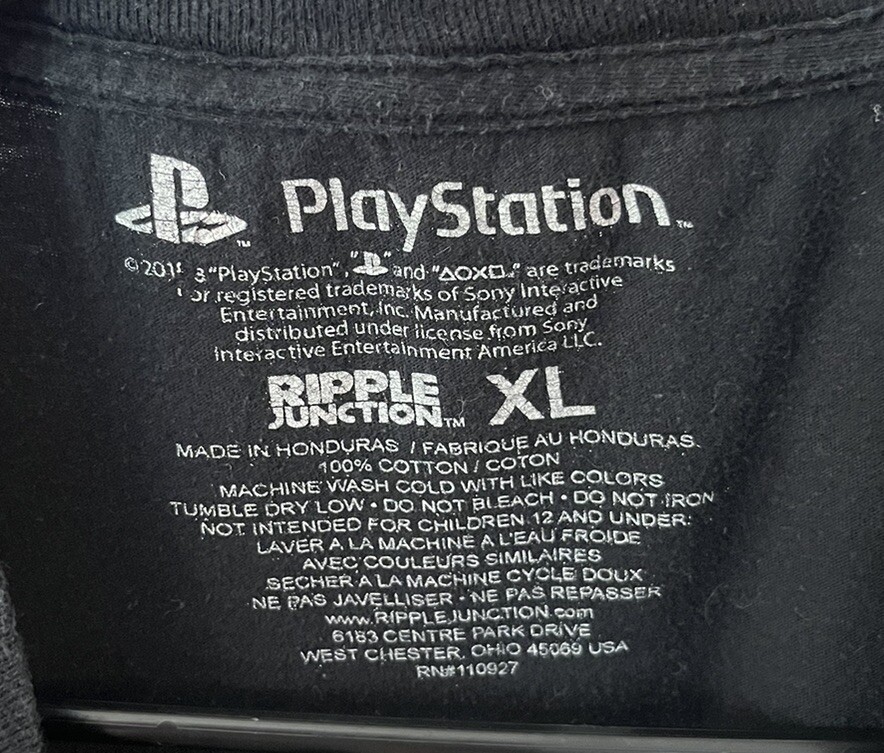 PlayStation™
"PlayStation", " " and "△OX□" are trademarks
or registered trademarks of Sony Interactive
Entertainment, Inc. Manufactured and
distributed under license from Sony
Interactive Entertainment America LLC.
RIPPLE
JUNCTION™ XL
MADE IN HONDURAS / FABRIQUE AU HONDURAS
100% COTTON / COTON
MACHINE WASH COLD WITH LIKE COLORS
TUMBLE DRY LOW • DO NOT BLEACH • DO NOT IRON
NOT INTENDED FOR CHILDREN 12 AND UNDER.
LAVER A LA MACHINE A L'EAU FROIDE
AVEC COULEURS SIMILAIRES
SECHER A LA MACHINE CYCLE DOUX
NE PAS JAVELLISER • NE PAS REPASSER
www.RIPPLEJUNCTION.com
6183 CENTRE PARK DRIVE
WEST CHESTER, OHIO 45069 USA
RN#110927